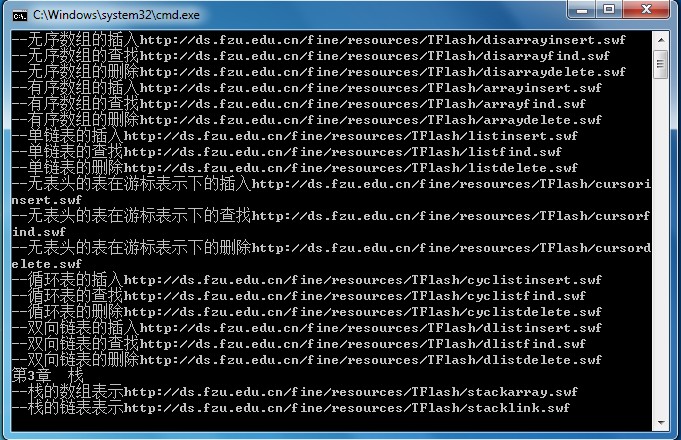 C:\Windows\system32\cmd.exe
--无序数组的插入http://ds.fzu.edu.cn/fine/resources/TFlash/disarrayinsert.swf
--无序数组的查找http://ds.fzu.edu.cn/fine/resources/TFlash/disarrayfind.swf
--无序数组的删除http://ds.fzu.edu.cn/fine/resources/TFlash/disarraydelete.swf
--有序数组的插入http://ds.fzu.edu.cn/fine/resources/TFlash/arrayinsert.swf
--有序数组的查找http://ds.fzu.edu.cn/fine/resources/TFlash/arrayfind.swf
--有序数组的删除http://ds.fzu.edu.cn/fine/resources/TFlash/arraydelete.swf
--单链表的插入http://ds.fzu.edu.cn/fine/resources/TFlash/listinsert.swf
--单链表的查找http://ds.fzu.edu.cn/fine/resources/TFlash/listfind.swf
--单链表的删除http://ds.fzu.edu.cn/fine/resources/TFlash/listdelete.swf
--无表头的表在游标表示下的插入http://ds.fzu.edu.cn/fine/resources/TFlash/cursori
nsert.swf
--无表头的表在游标表示下的查找http://ds.fzu.edu.cn/fine/resources/TFlash/cursorf
ind.swf
--无表头的表在游标表示下的删除http://ds.fzu.edu.cn/fine/resources/TFlash/cursord
elete.swf
--循环表的插入http://ds.fzu.edu.cn/fine/resources/TFlash/cyclistinsert.swf
--循环表的查找http://ds.fzu.edu.cn/fine/resources/TFlash/cyclistfind.swf
--循环表的删除http://ds.fzu.edu.cn/fine/resources/TFlash/cyclistdelete.swf
--双向链表的插入http://ds.fzu.edu.cn/fine/resources/TFlash/dlistinsert.swf
--双向链表的查找http://ds.fzu.edu.cn/fine/resources/TFlash/dlistfind.swf
--双向链表的删除http://ds.fzu.edu.cn/fine/resources/TFlash/dlistdelete.swf
第3章 栈
--栈的数组表示http://ds.fzu.edu.cn/fine/resources/TFlash/stackarray.swf
--栈的链表表示http://ds.fzu.edu.cn/fine/resources/TFlash/stacklink.swf